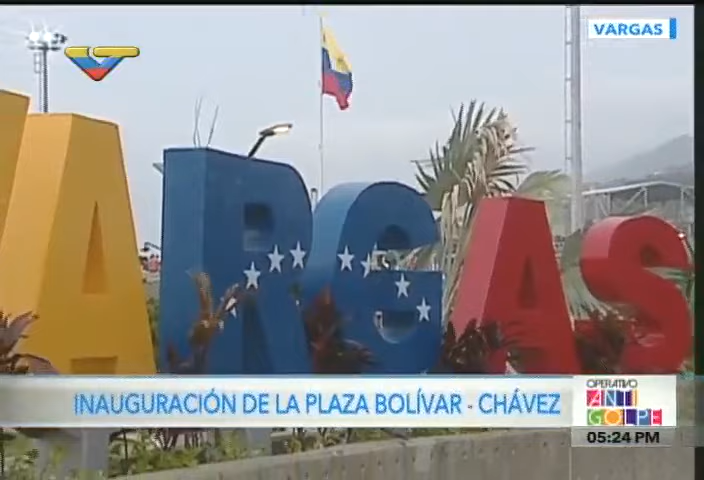 VARGAS
VARGAS
INAUGURACIÓN DE LA PLAZA BOLÍVAR - CHÁVEZ
OPERATIVO
ANTI
GOLPE
05:24 PM